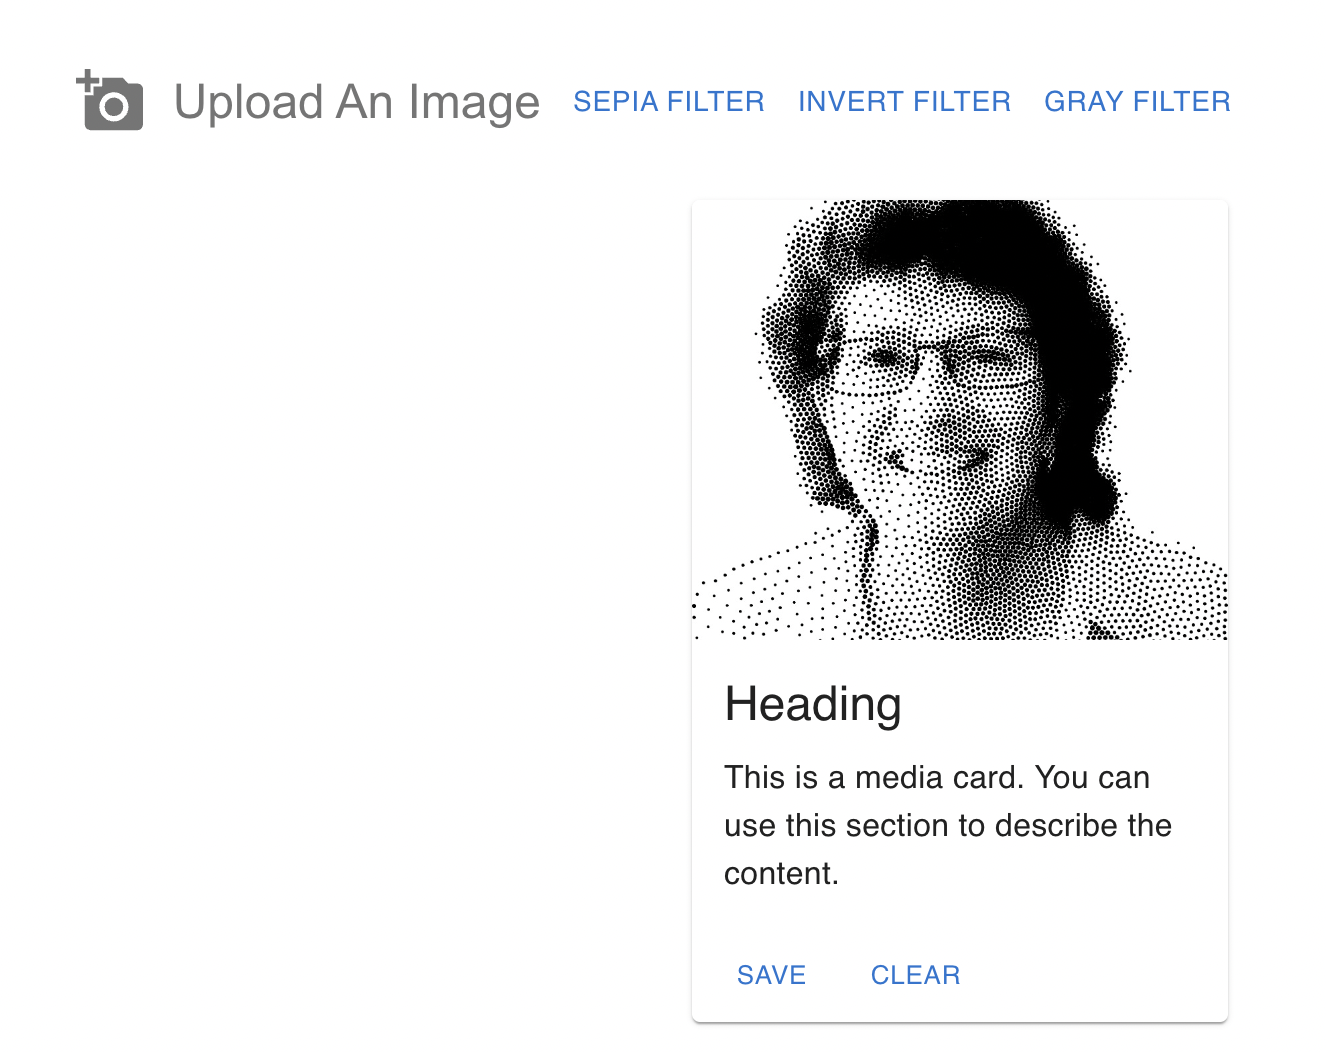 Upload An Image SEPIA FILTER INVERT FILTER GRAY FILTER
Heading
This is a media card. You can
use this section to describe the
content.
SAVE CLEAR